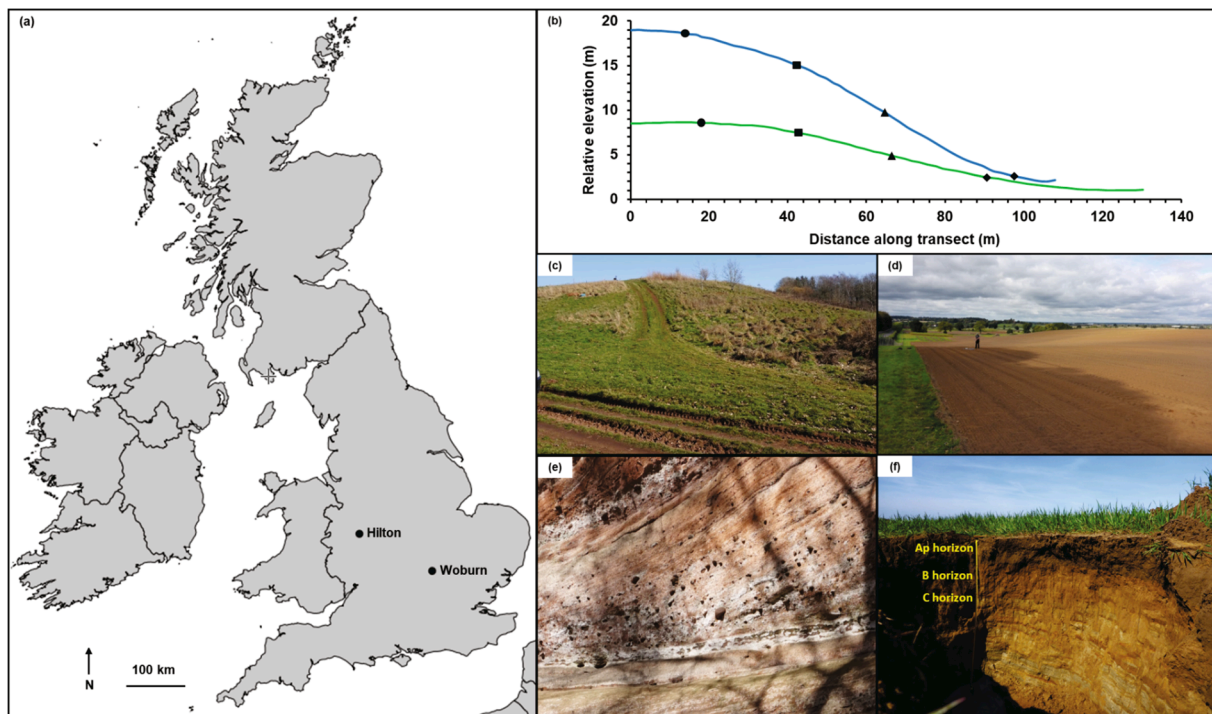 (a)
Hilton
Woburn
N
100 km
(b)
Relative elevation (m)
20
15
10
5
0
0 20 40 60 80 100 120 140
Distance along transect (m)
(c)
(d)
(e)
(f)
Ap horizon
B horizon
C horizon